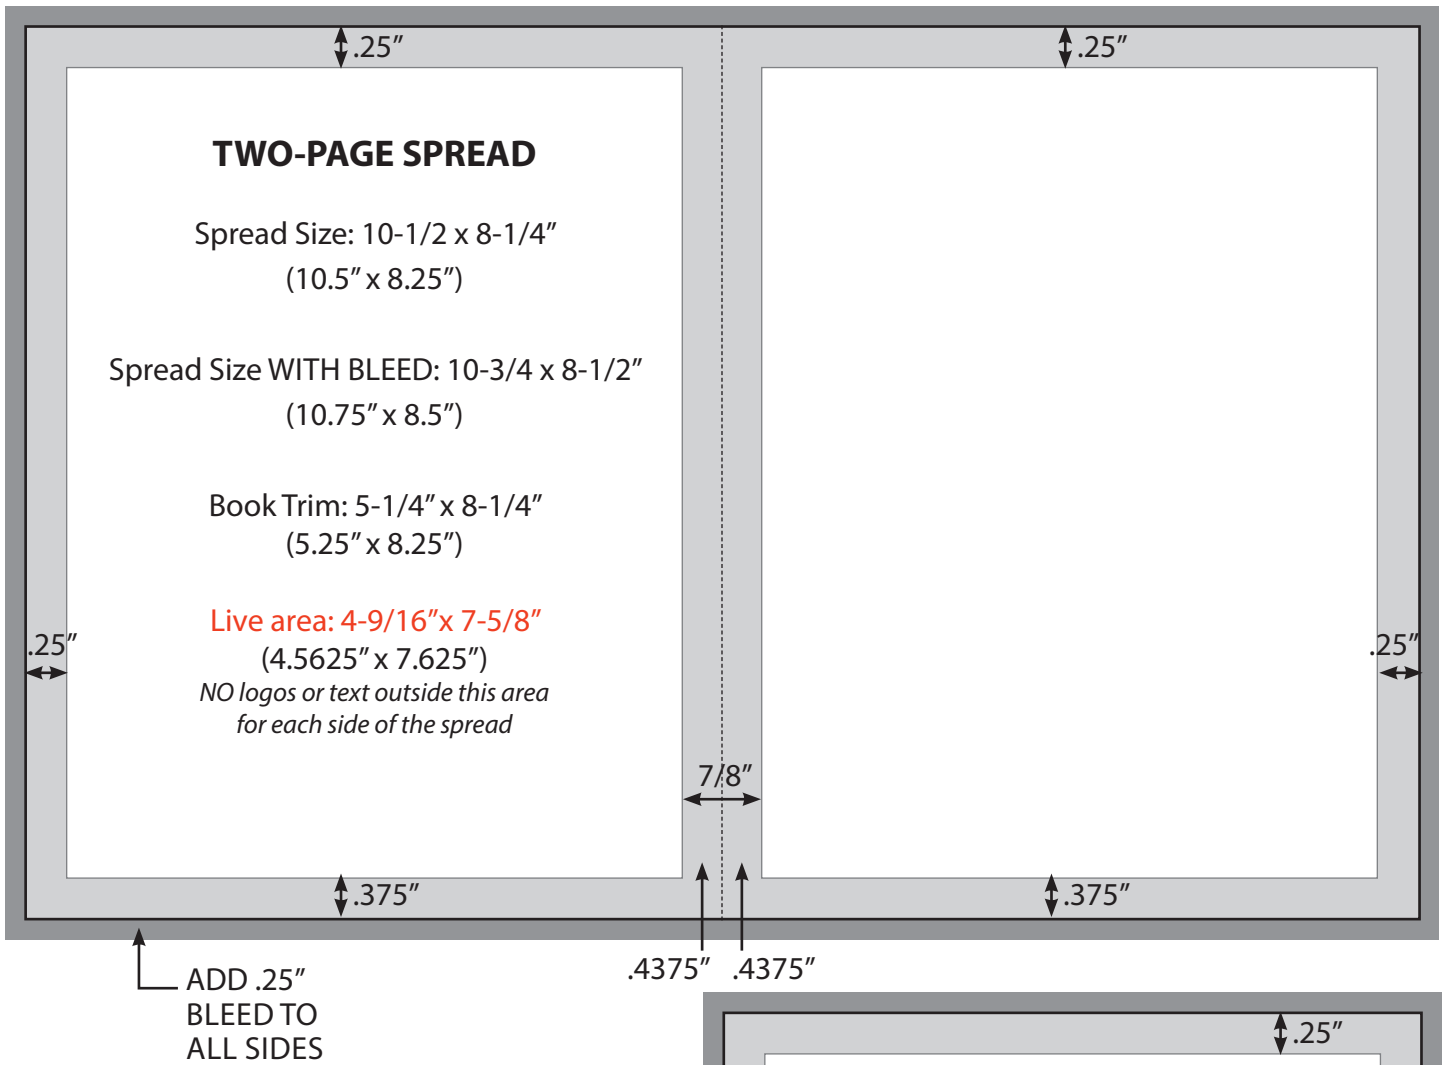 .25″
.25″
TWO-PAGE SPREAD
Spread Size: 10-1/2 x 8-1/4″
(10.5″ x 8.25″)
Spread Size WITH BLEED: 10-3/4 x 8-1/2″
(10.75″ x 8.5″)
Book Trim: 5-1/4″ x 8-1/4″
(5.25″ x 8.25″)
Live area: 4-9/16″x 7-5/8″
(4.5625″ x 7.625″)
NO logos or text outside this area
for each side of the spread
.25″
.25″
7/8″
.375″
.375″
.4375″
.4375″
ADD .25″
BLEED TO
ALL SIDES
.25″